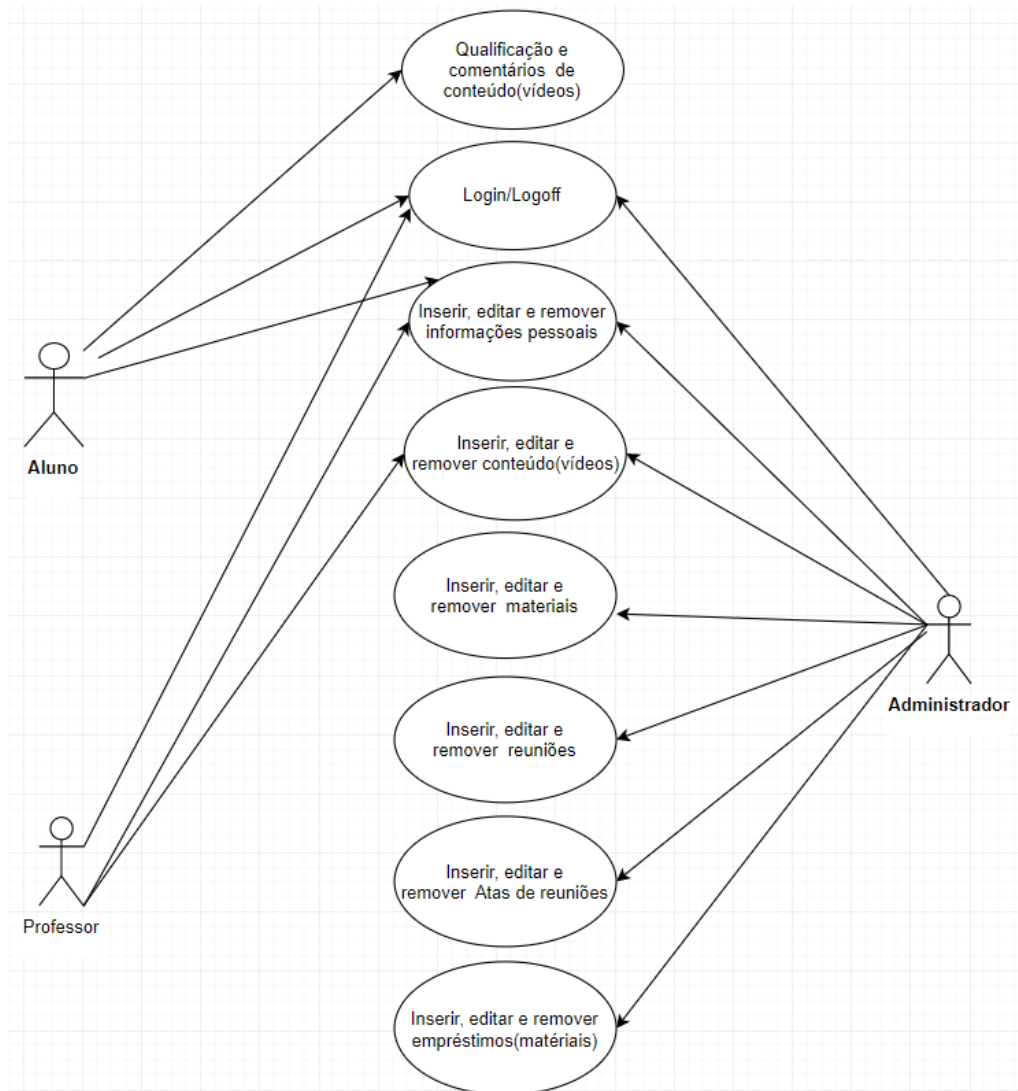 Qualificação e
comentários de
conteúdo(vídeos)
Login/Logoff
Inserir, editar e remover
informações pessoais
Aluno
Inserir, editar e
remover conteúdo(vídeos)
Inserir, editar e
remover materiais
Administrador
Inserir, editar e
remover reuniões
Inserir, editar e
remover Atas de reuniões
Professor
Inserir, editar e remover
empréstimos(matériais)